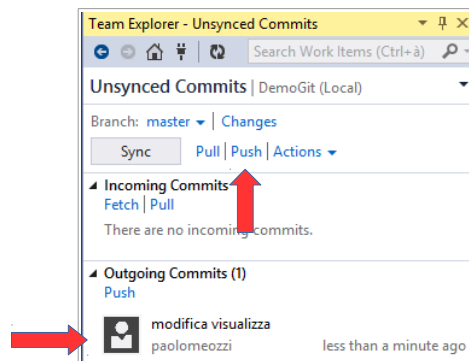 Team Explorer - Unsynced Commits
Search Work Items (Ctrl+à)
Unsynced Commits | DemoGit (Local)
Branch: master | Changes
Sync Pull | Push | Actions
Incoming Commits
Fetch | Pull
There are no incoming commits.
Outgoing Commits (1)
Push
modifica visualizza
paolomeozzi less than a minute ago